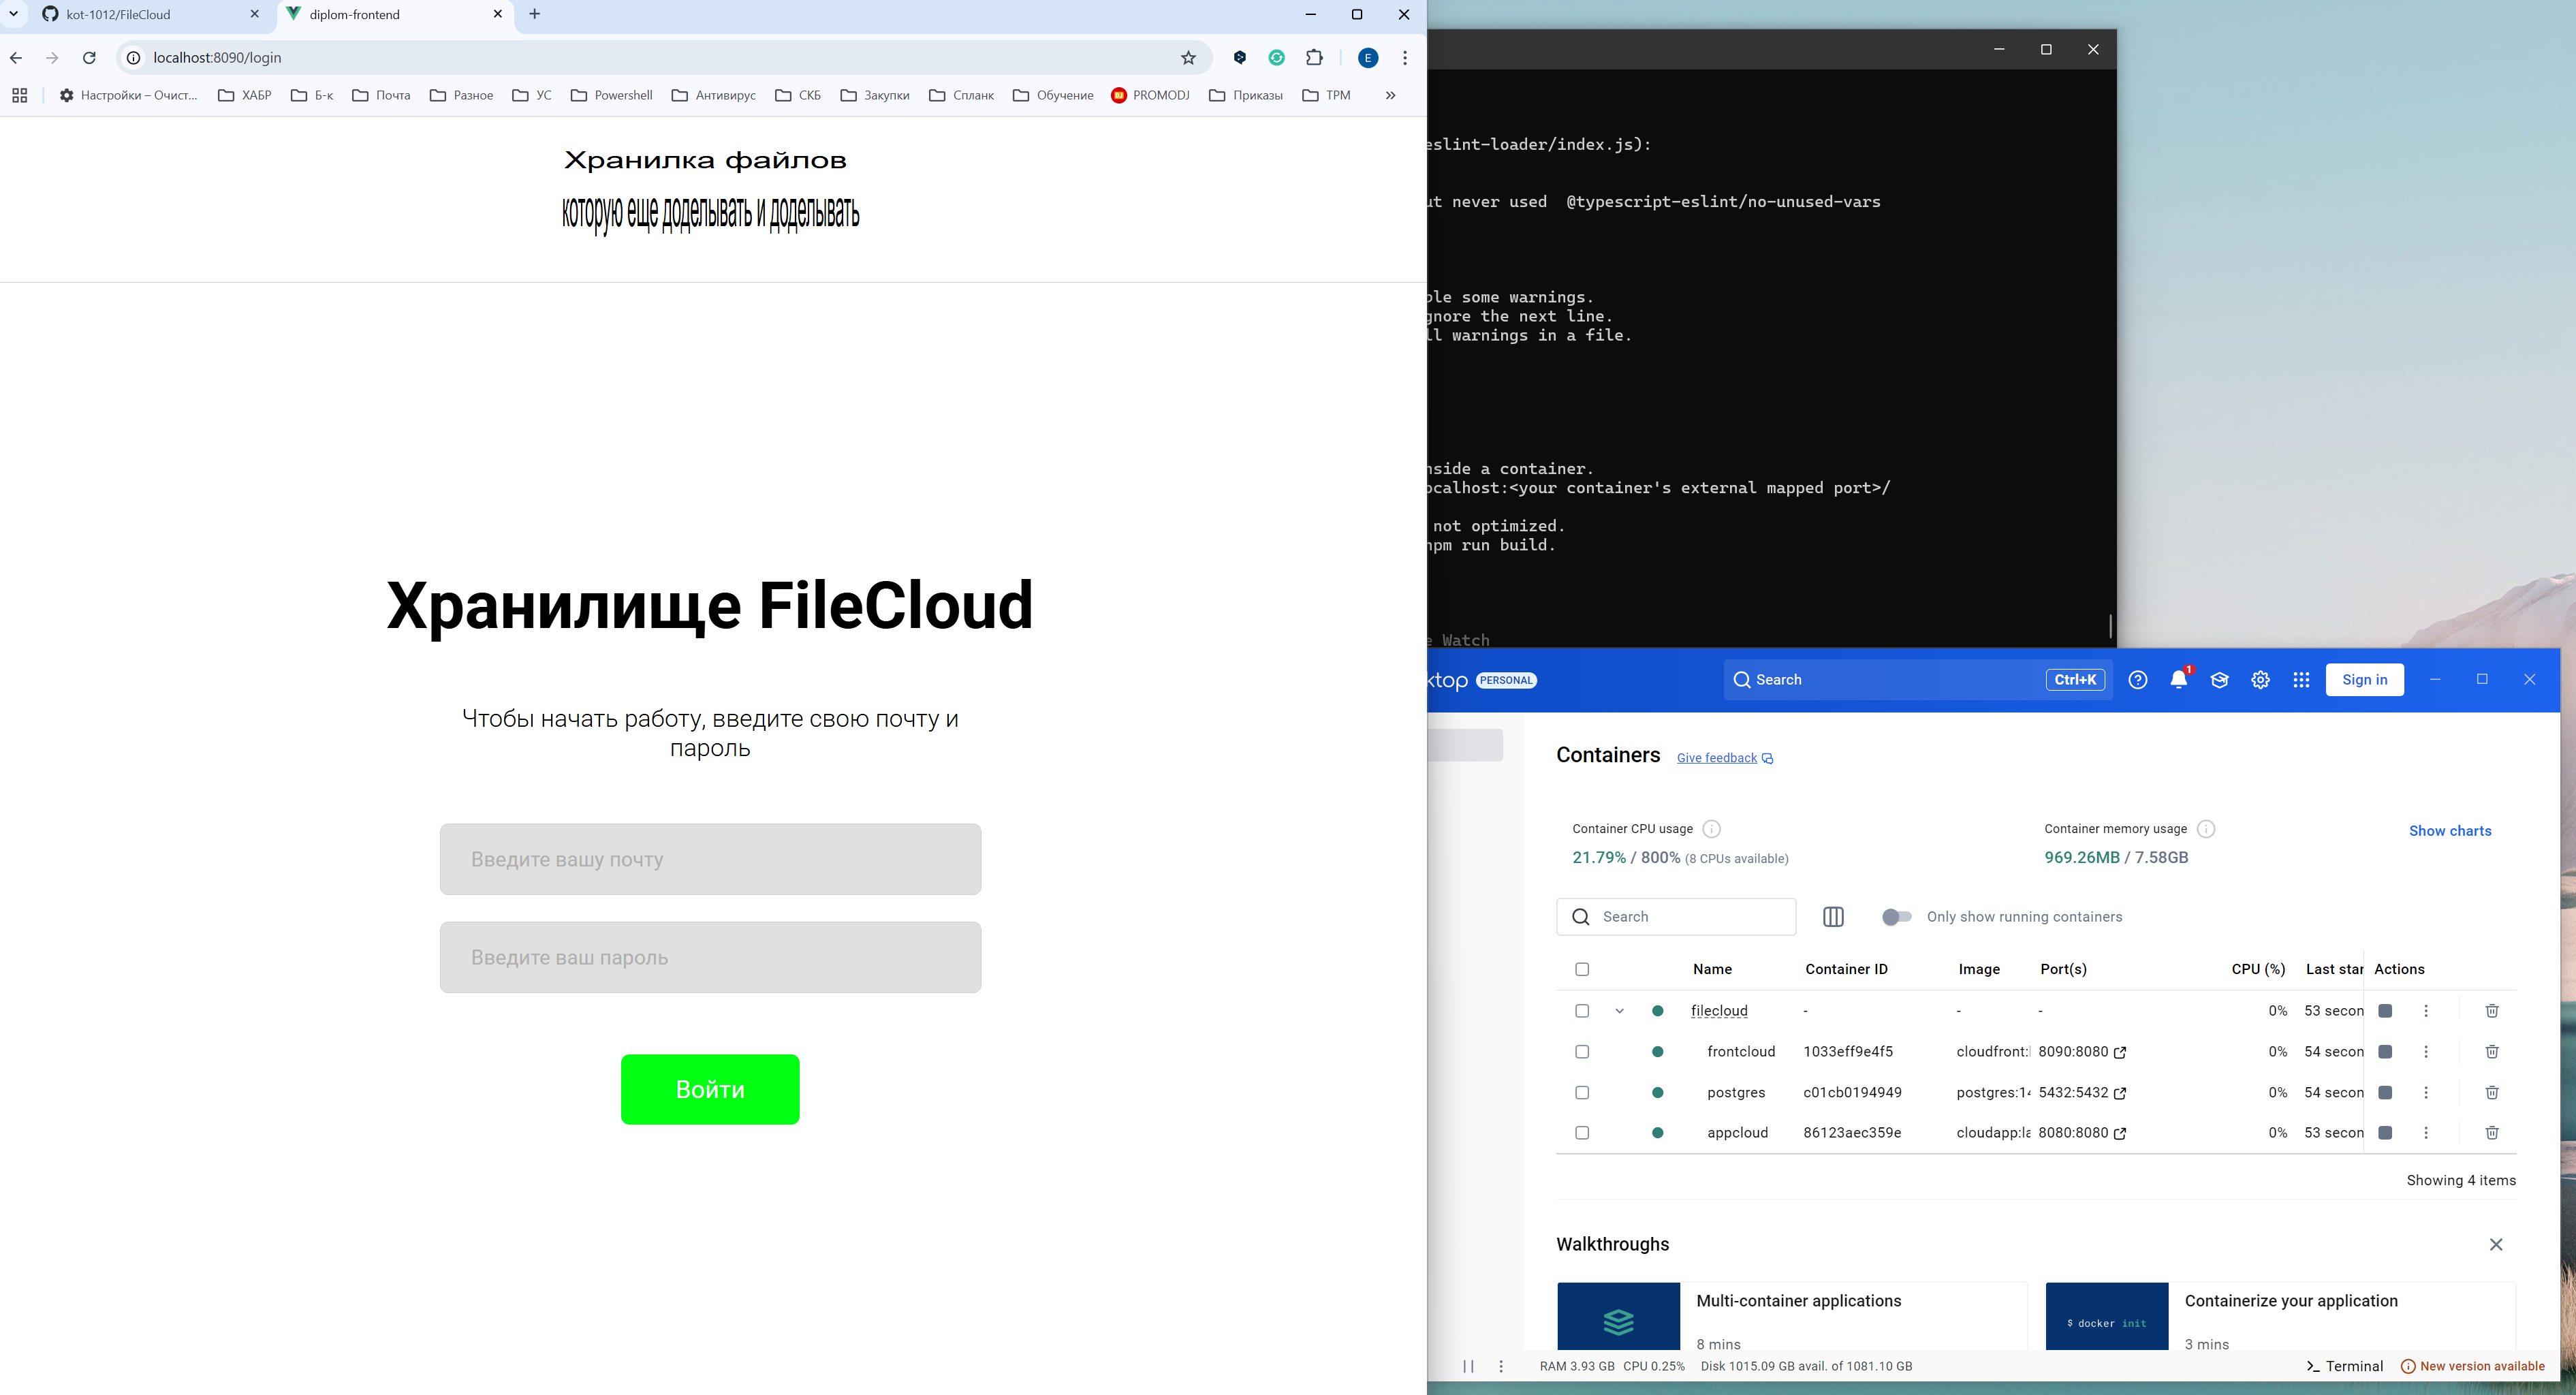 kot-1012/FileCloud
diplom-frontend
localhost:8090/login
E
Настройки – Очист...
ХАБР
Б-к
Почта
Разное
УС
Powershell
Антивирус
СКБ
Закупки
Спланк
Обучение
PROMODJ
Приказы
ТРМ
Хранилка файлов
которую еще доделывать и доделывать
Хранилище FileCloud
Чтобы начать работу, введите свою почту и
пароль
Введите вашу почту
Введите ваш пароль
Войти
eslint-loader/index.js):
ut never used @typescript-eslint/no-unused-vars
ble some warnings.
gnore the next line.
ll warnings in a file.
nside a container.
ocalhost:<your container's external mapped port>/
not optimized.
npm run build.
e Watch
ktop PERSONAL
Search
Ctrl+K
1
Sign in
Containers Give feedback
Container CPU usage
21.79% / 800% (8 CPUs available)
Container memory usage
969.26MB / 7.58GB
Show charts
Search
Only show running containers
Name Container ID Image Port(s) CPU (%) Last star Actions
filecloud - - - 0% 53 secon
frontcloud 1033eff9e4f5 cloudfront: 8090:8080 0% 54 secon
postgres c01cb0194949 postgres:14 5432:5432 0% 54 secon
appcloud 86123aec359e cloudapp:la 8080:8080 0% 53 secon
Showing 4 items
Walkthroughs
Multi-container applications
8 mins
$ docker init
Containerize your application
3 mins
RAM 3.93 GB CPU 0.25% Disk 1015.09 GB avail. of 1081.10 GB
>_ Terminal
New version available